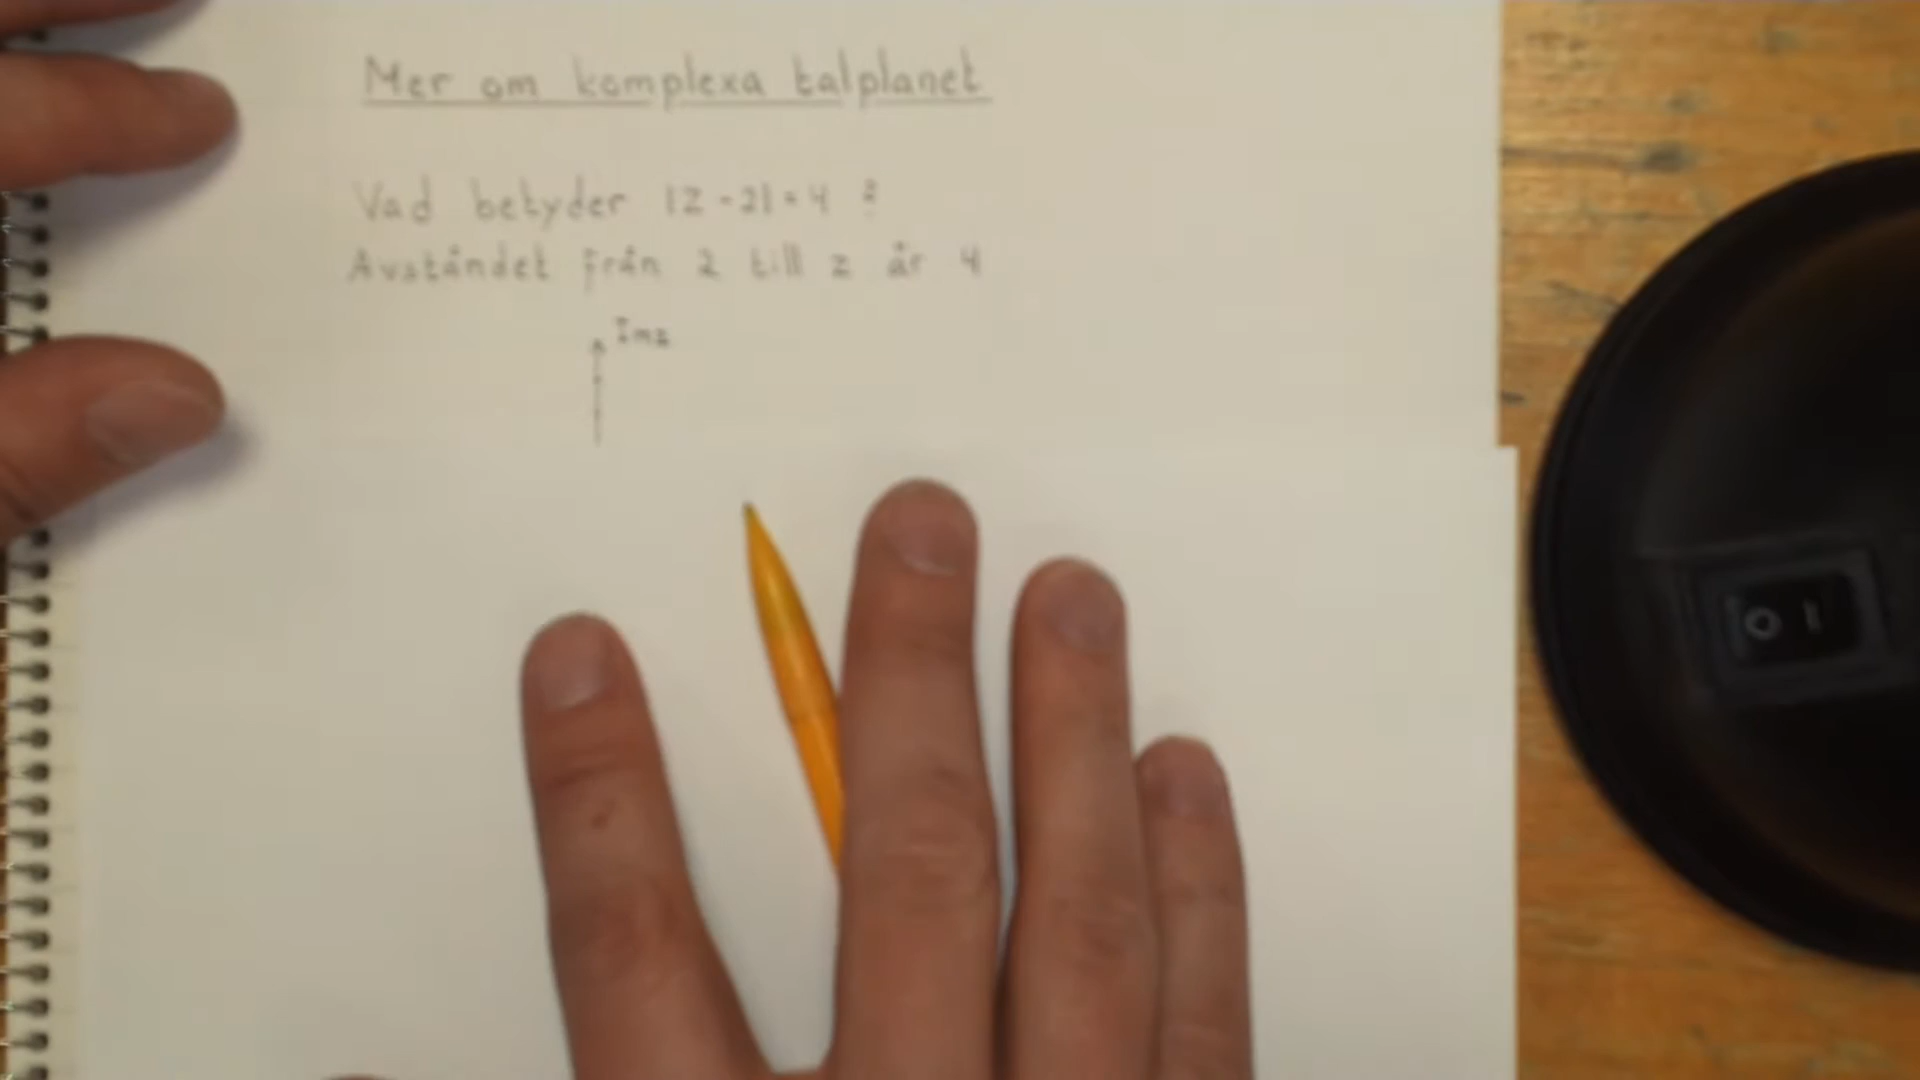 Mer om komplexa talplanet
Vad betyder |z-2|=4 ?
Avståndet från 2 till z är 4
Im z